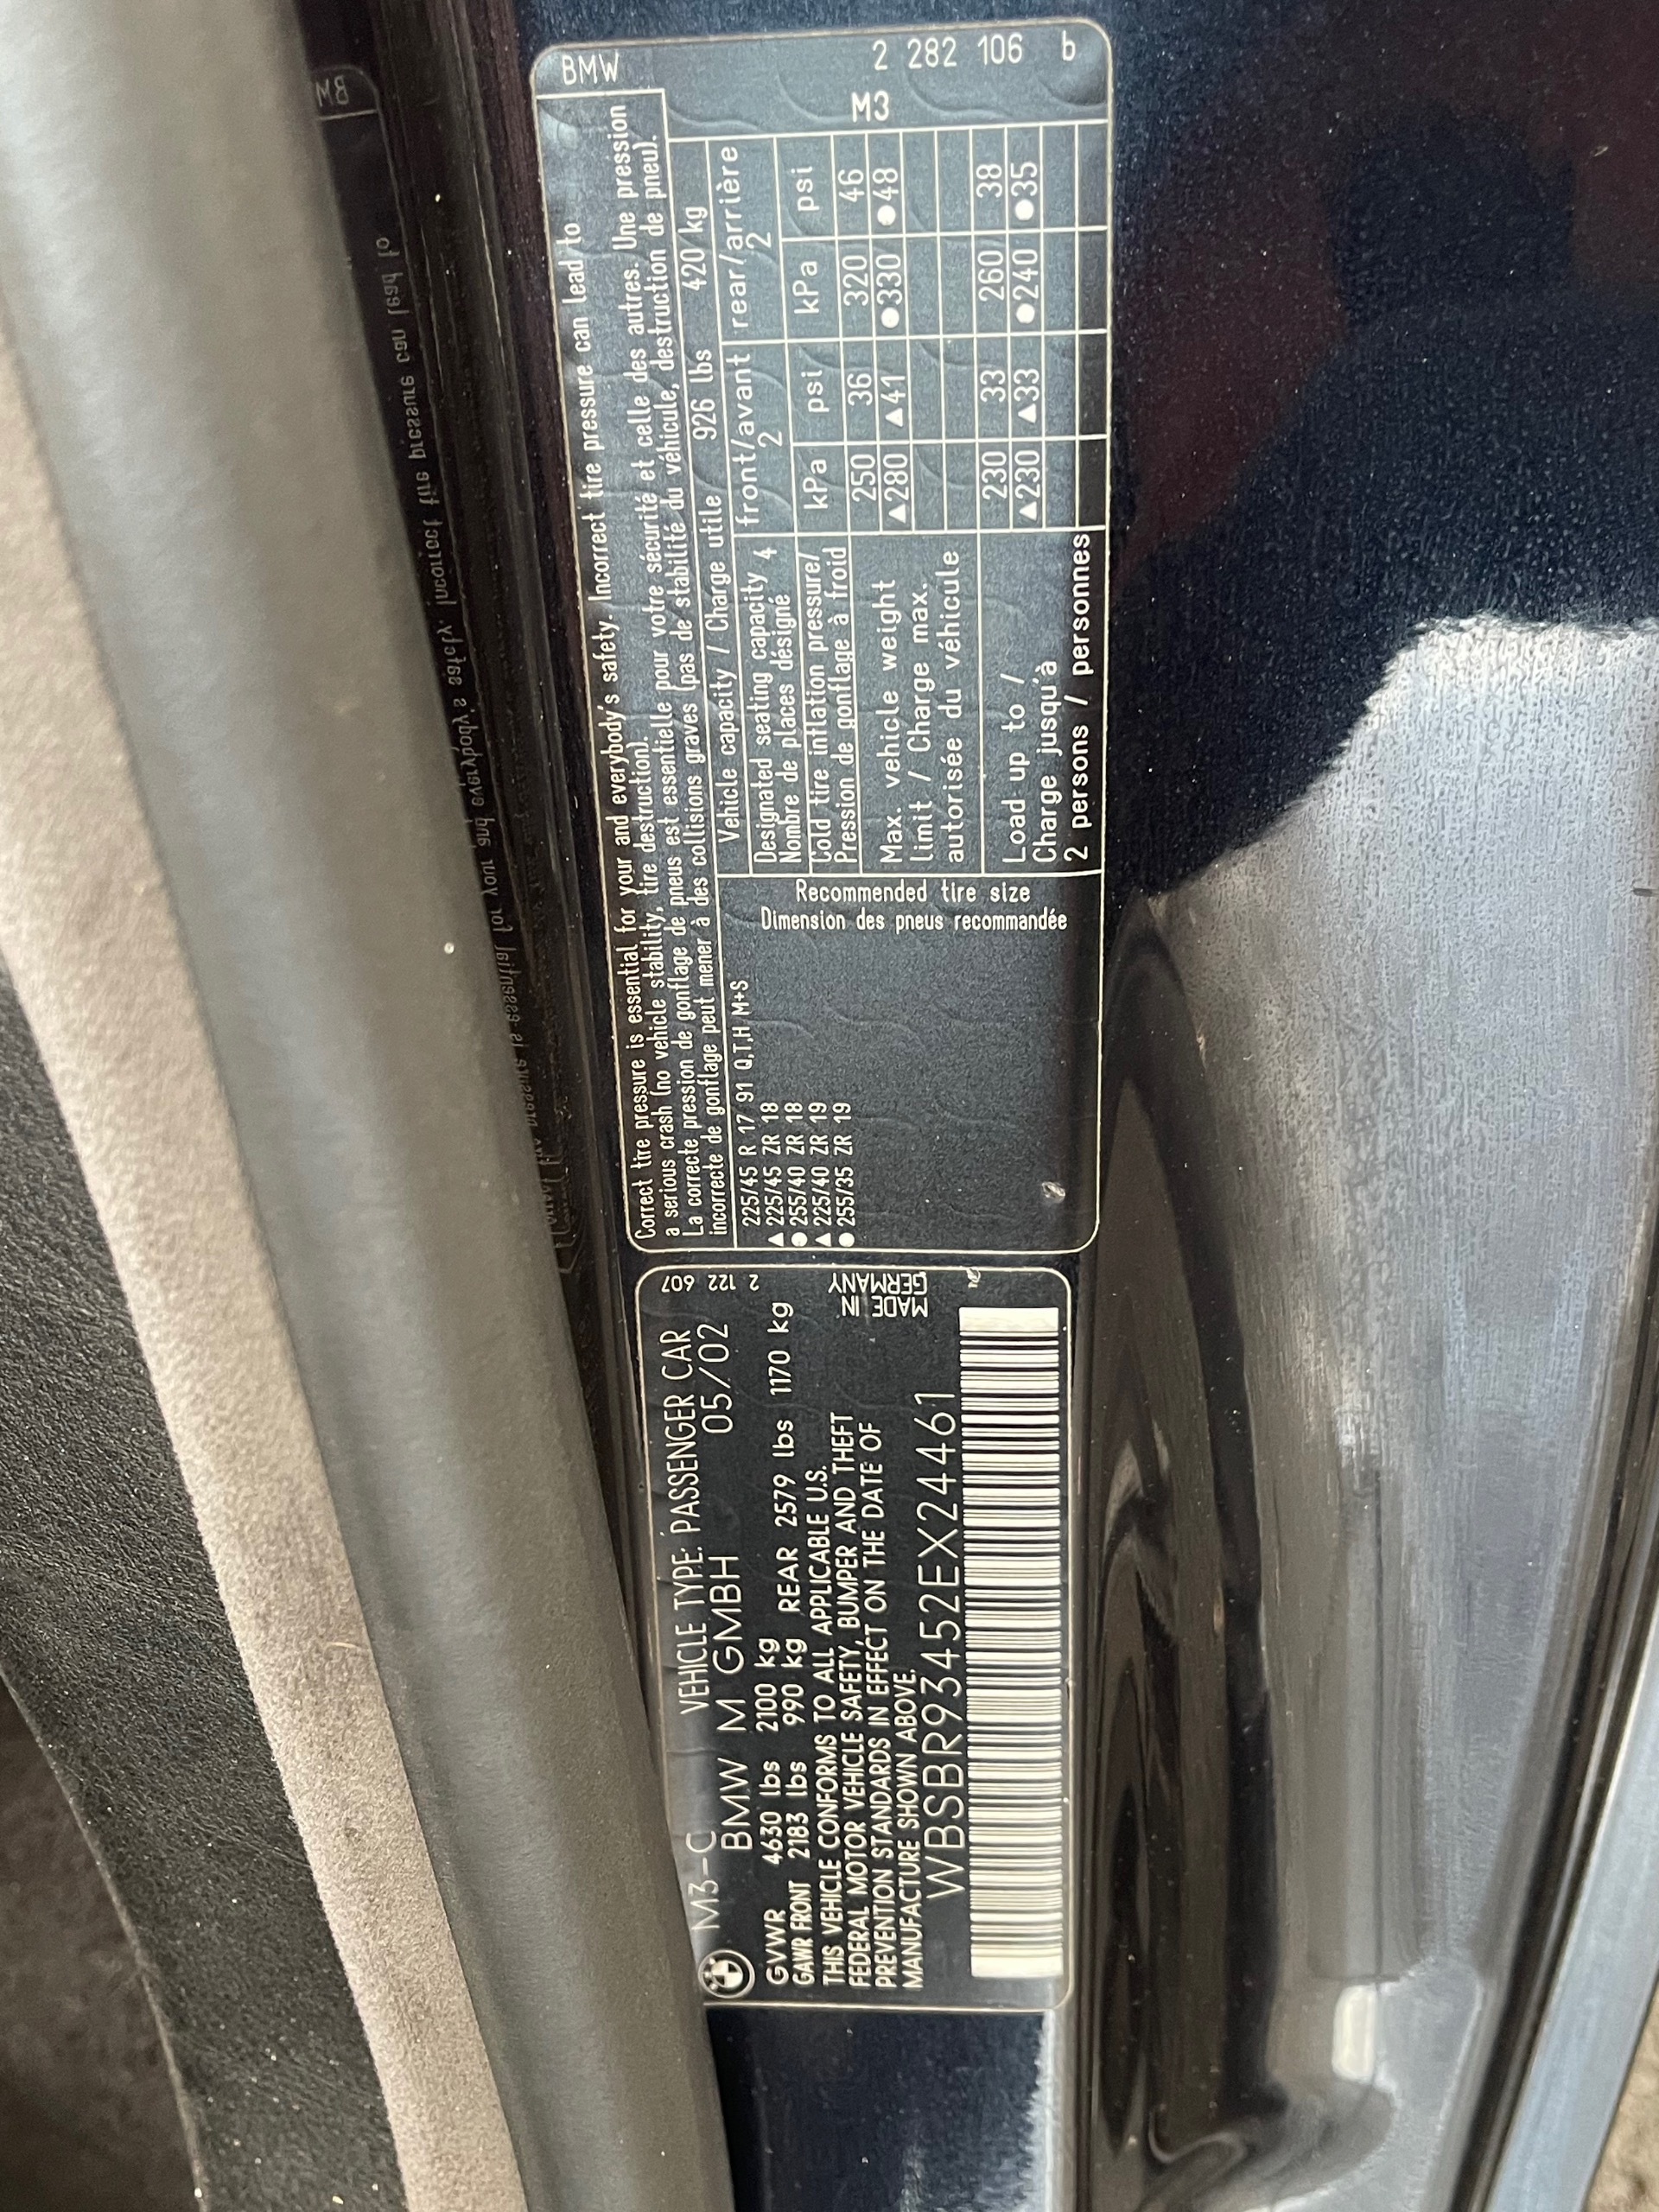 BMW
2 282 106 b
Correct tire pressure is essential for your and everybody's safety. Incorrect tire pressure can lead to
a serious crash (no vehicle stability, tire destruction).
La correcte pression de gonflage de pneus est essentielle pour votre sécurité et celle des autres. Une pression
incorrecte de gonflage peut mener à des collisions graves (pas de stabilité du véhicule, destruction de pneu).
M3
225/45 R 17 91 Q,T,H M+S
▲ 225/45 ZR 18
● 255/40 ZR 18
▲ 225/40 ZR 19
● 255/35 ZR 19
Recommended tire size
Dimension des pneus recommandée
Vehicle capacity / Charge utile 926 lbs 420 kg
Designated seating capacity 4 front/avant rear/arrière
Nombre de places désigné 2 2
Cold tire inflation pressure/ kPa psi kPa psi
Pression de gonflage à froid
Max. vehicle weight 250 36 320 46
limit / Charge max. ▲280 ▲41 ●330 ●48
autorisée du véhicule
Load up to / 230 33 260 38
Charge jusqu'à ▲230 ▲33 ●240 ●35
2 persons / personnes
M3-C VEHICLE TYPE: PASSENGER CAR
BMW M GMBH 05/02
GVWR 4630 lbs 2100 kg
GAWR FRONT 2183 lbs 990 kg REAR 2579 lbs 1170 kg
THIS VEHICLE CONFORMS TO ALL APPLICABLE U.S.
FEDERAL MOTOR VEHICLE SAFETY, BUMPER AND THEFT
PREVENTION STANDARDS IN EFFECT ON THE DATE OF
MANUFACTURE SHOWN ABOVE.
WBSBR93452EX24461
2 122 607
MADE IN
GERMANY